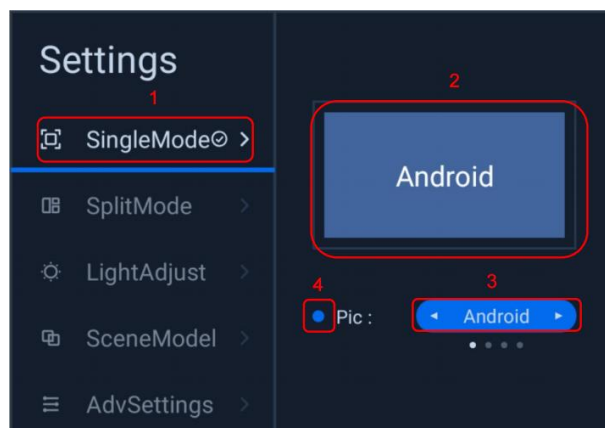 Settings
1
SingleMode
SplitMode
LightAdjust
SceneModel
AdvSettings
2
Android
4
3
Pic :
Android